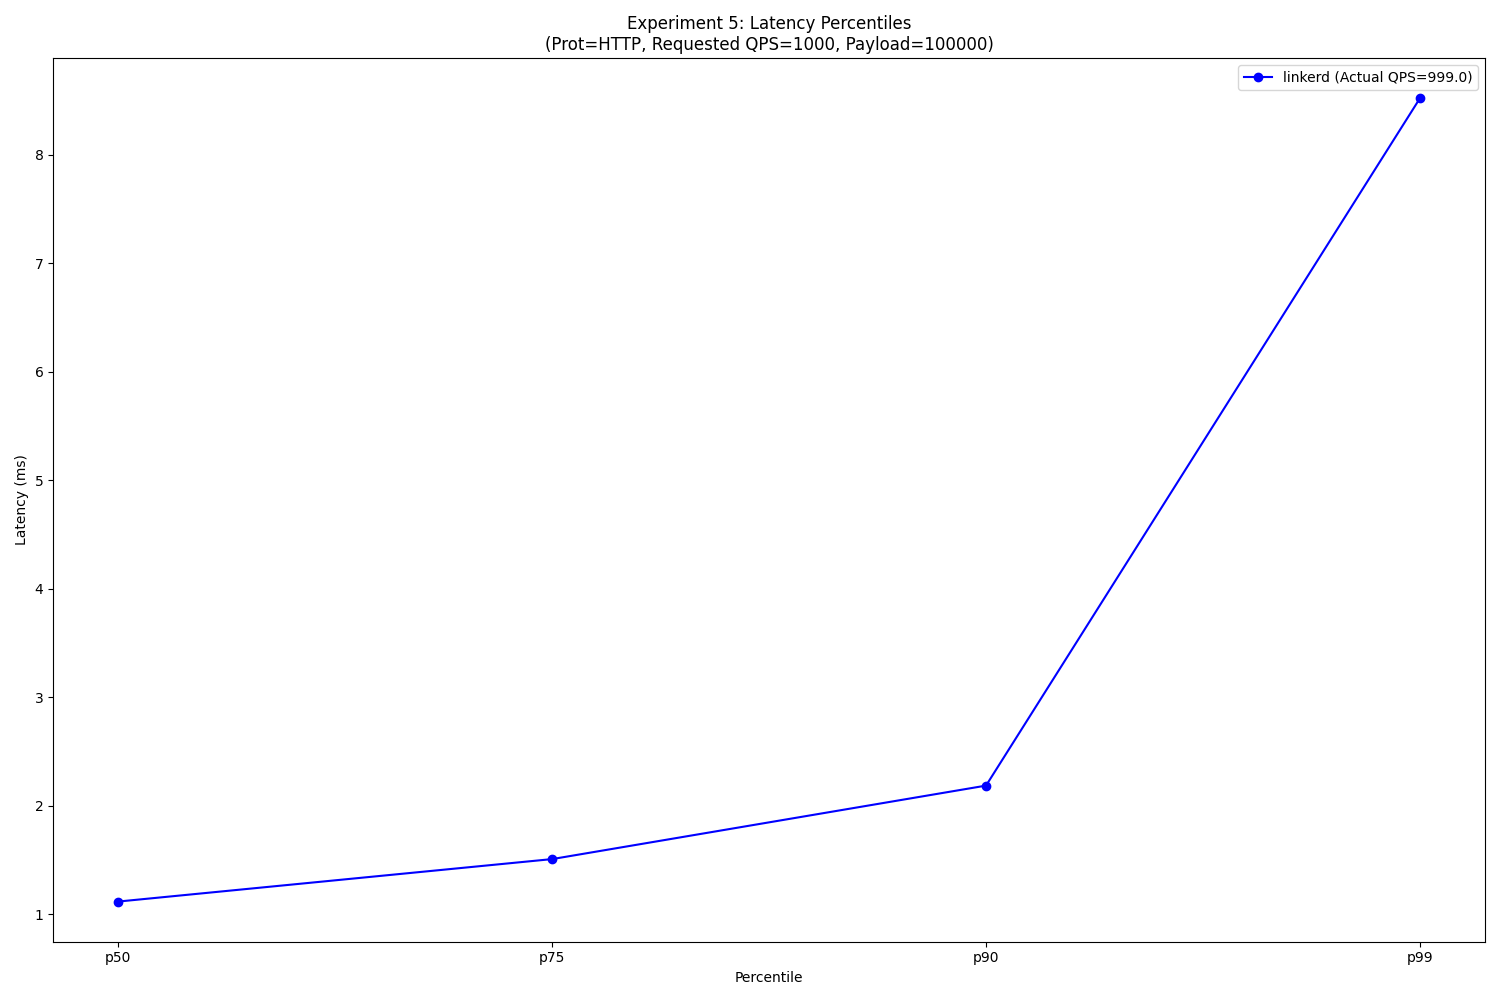 Experiment 5: Latency Percentiles
(Prot=HTTP, Requested QPS=1000, Payload=100000)
linkerd (Actual QPS=999.0)
8
7
6
5
4
3
2
1
Latency (ms)
p50
p75
p90
p99
Percentile